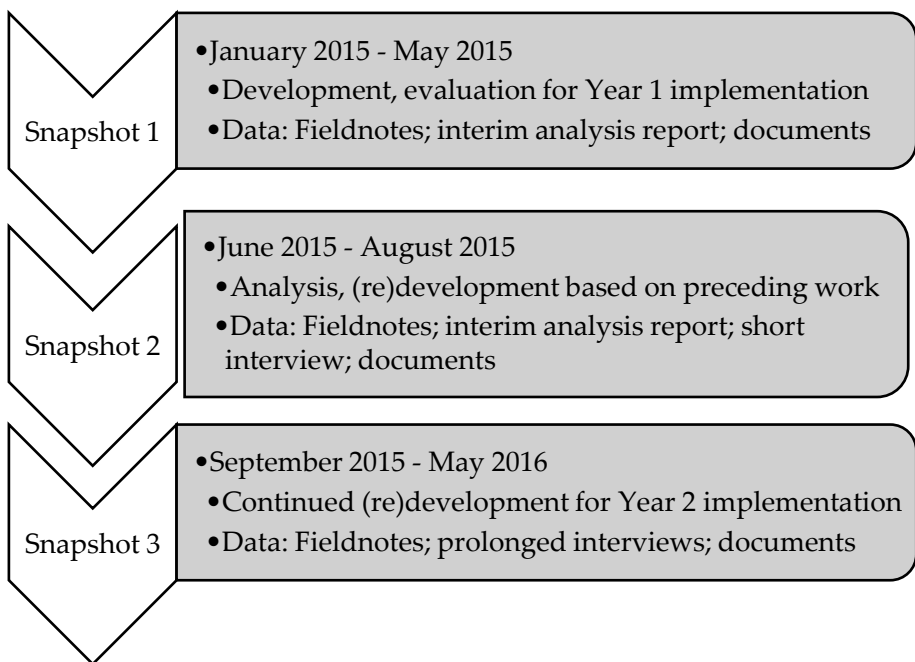 Snapshot 1
•January 2015 - May 2015
•Development, evaluation for Year 1 implementation
•Data: Fieldnotes; interim analysis report; documents
Snapshot 2
•June 2015 - August 2015
•Analysis, (re)development based on preceding work
•Data: Fieldnotes; interim analysis report; short
interview; documents
Snapshot 3
•September 2015 - May 2016
•Continued (re)development for Year 2 implementation
•Data: Fieldnotes; prolonged interviews; documents